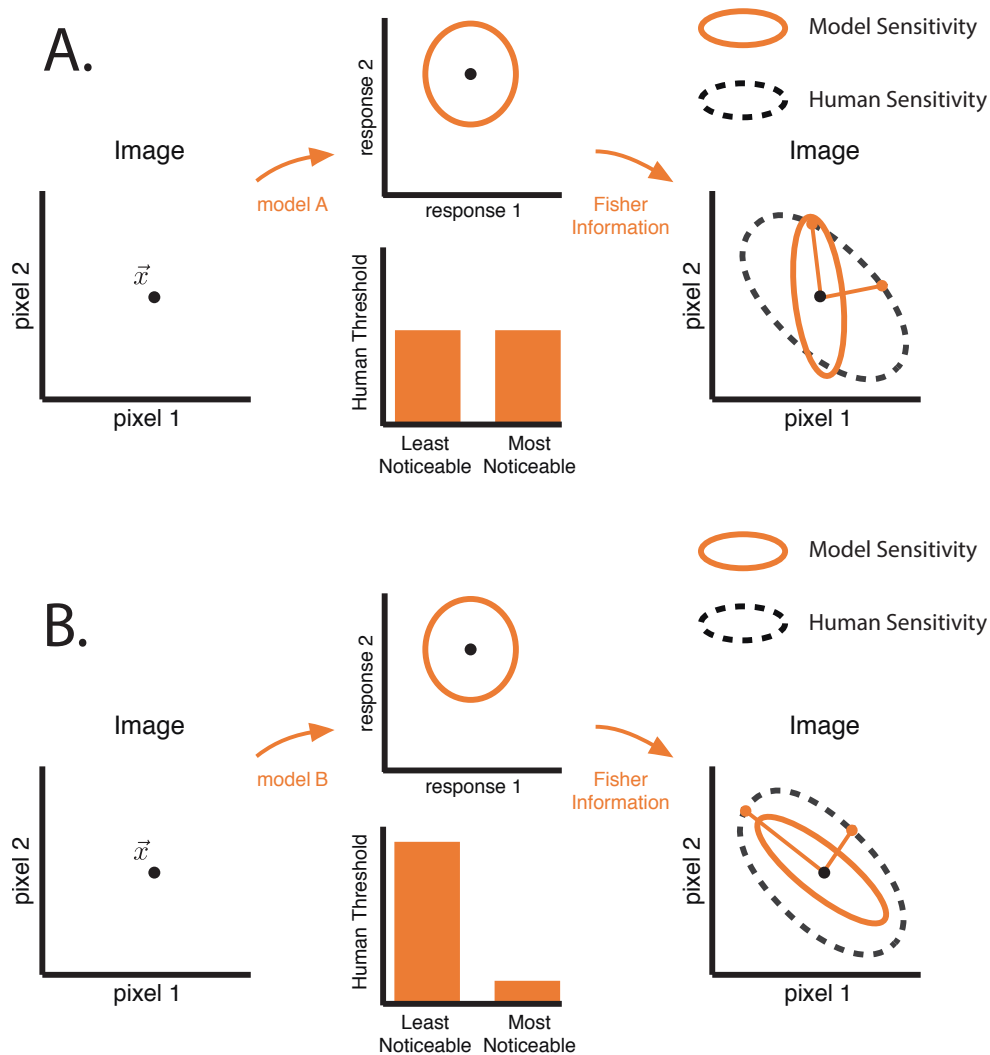 A.
response 2
response 1
Model Sensitivity
Human Sensitivity
Image
pixel 2
x⃗
pixel 1
model A
Fisher
Information
Human Threshold
Least
Noticeable
Most
Noticeable
Image
pixel 2
pixel 1
B.
response 2
response 1
Model Sensitivity
Human Sensitivity
Image
pixel 2
x⃗
pixel 1
model B
Fisher
Information
Human Threshold
Least
Noticeable
Most
Noticeable
Image
pixel 2
pixel 1